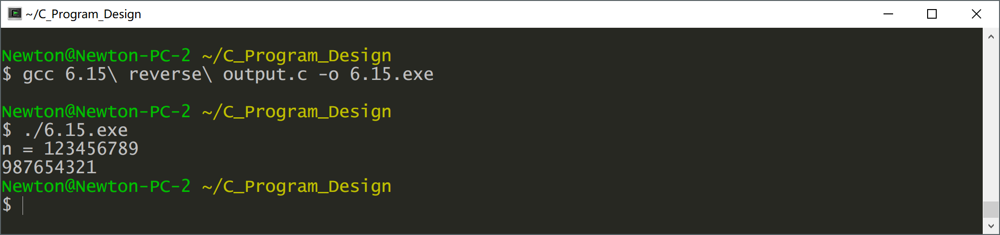 ~/C_Program_Design
Newton@Newton-PC-2 ~/C_Program_Design
$ gcc 6.15\ reverse\ output.c -o 6.15.exe
Newton@Newton-PC-2 ~/C_Program_Design
$ ./6.15.exe
n = 123456789
987654321
Newton@Newton-PC-2 ~/C_Program_Design
$